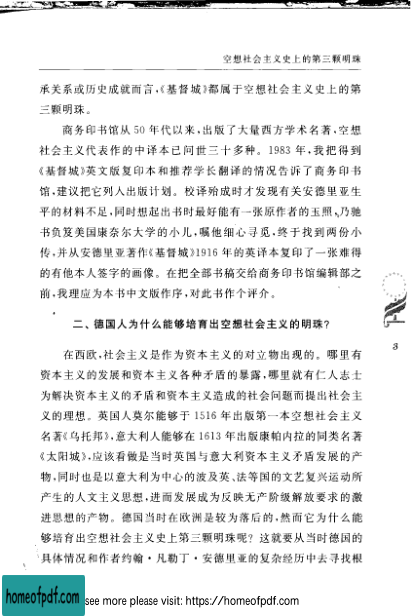 空想社会主义史上的第三颗明珠
承关系或历史成就而言，《基督城》都属于空想社会主义史上的第
三颗明珠。
商务印书馆从 50 年代以来，出版了大量西方学术名著，空想
社会主义代表作的中译本已问世三十多种。1983 年，我把得到
《基督城》英文版复印本和推荐学长翻译的情况告诉了商务印书
馆，建议把它列入出版计划。校译殆成时才发现有关安德里亚生
平的材料不足，同时想起出书时最好能有一张原作者的玉照，乃驰
书负笈美国康奈尔大学的小儿，嘱他细心寻觅，终于找到两份小
传，并从安德里亚著作《基督城》1916 年的英译本复印了一张难得
的有他本人签字的画像。在把全部书稿交给商务印书馆编辑部之
前，我理应为本书中文版作序，对此书作个评介。
二、德国人为什么能够培育出空想社会主义的明珠？
在西欧，社会主义是作为资本主义的对立物出现的。哪里有
资本主义的发展和资本主义各种矛盾的暴露，哪里就有仁人志士
为解决资本主义的矛盾和资本主义造成的社会问题而提出社会主
义的理想。英国人莫尔能够于 1516 年出版第一本空想社会主义
名著《乌托邦》，意大利人能够在 1613 年出版康帕内拉的同类名著
《太阳城》，应该看做是当时英国与意大利资本主义矛盾发展的产
物，同时也是以意大利为中心的波及英、法等国的文艺复兴运动所
产生的人文主义思想，进而发展成为反映无产阶级解放要求的激
进思想的产物。德国当时在欧洲是较为落后的，然而它为什么能
够培育出空想社会主义史上第三颗明珠呢？这就要从当时德国的
具体情况和作者约翰·凡勒丁·安德里亚的复杂经历中去寻找根
3
homeofpdf.com
see more please visit: https://homeofpdf.com